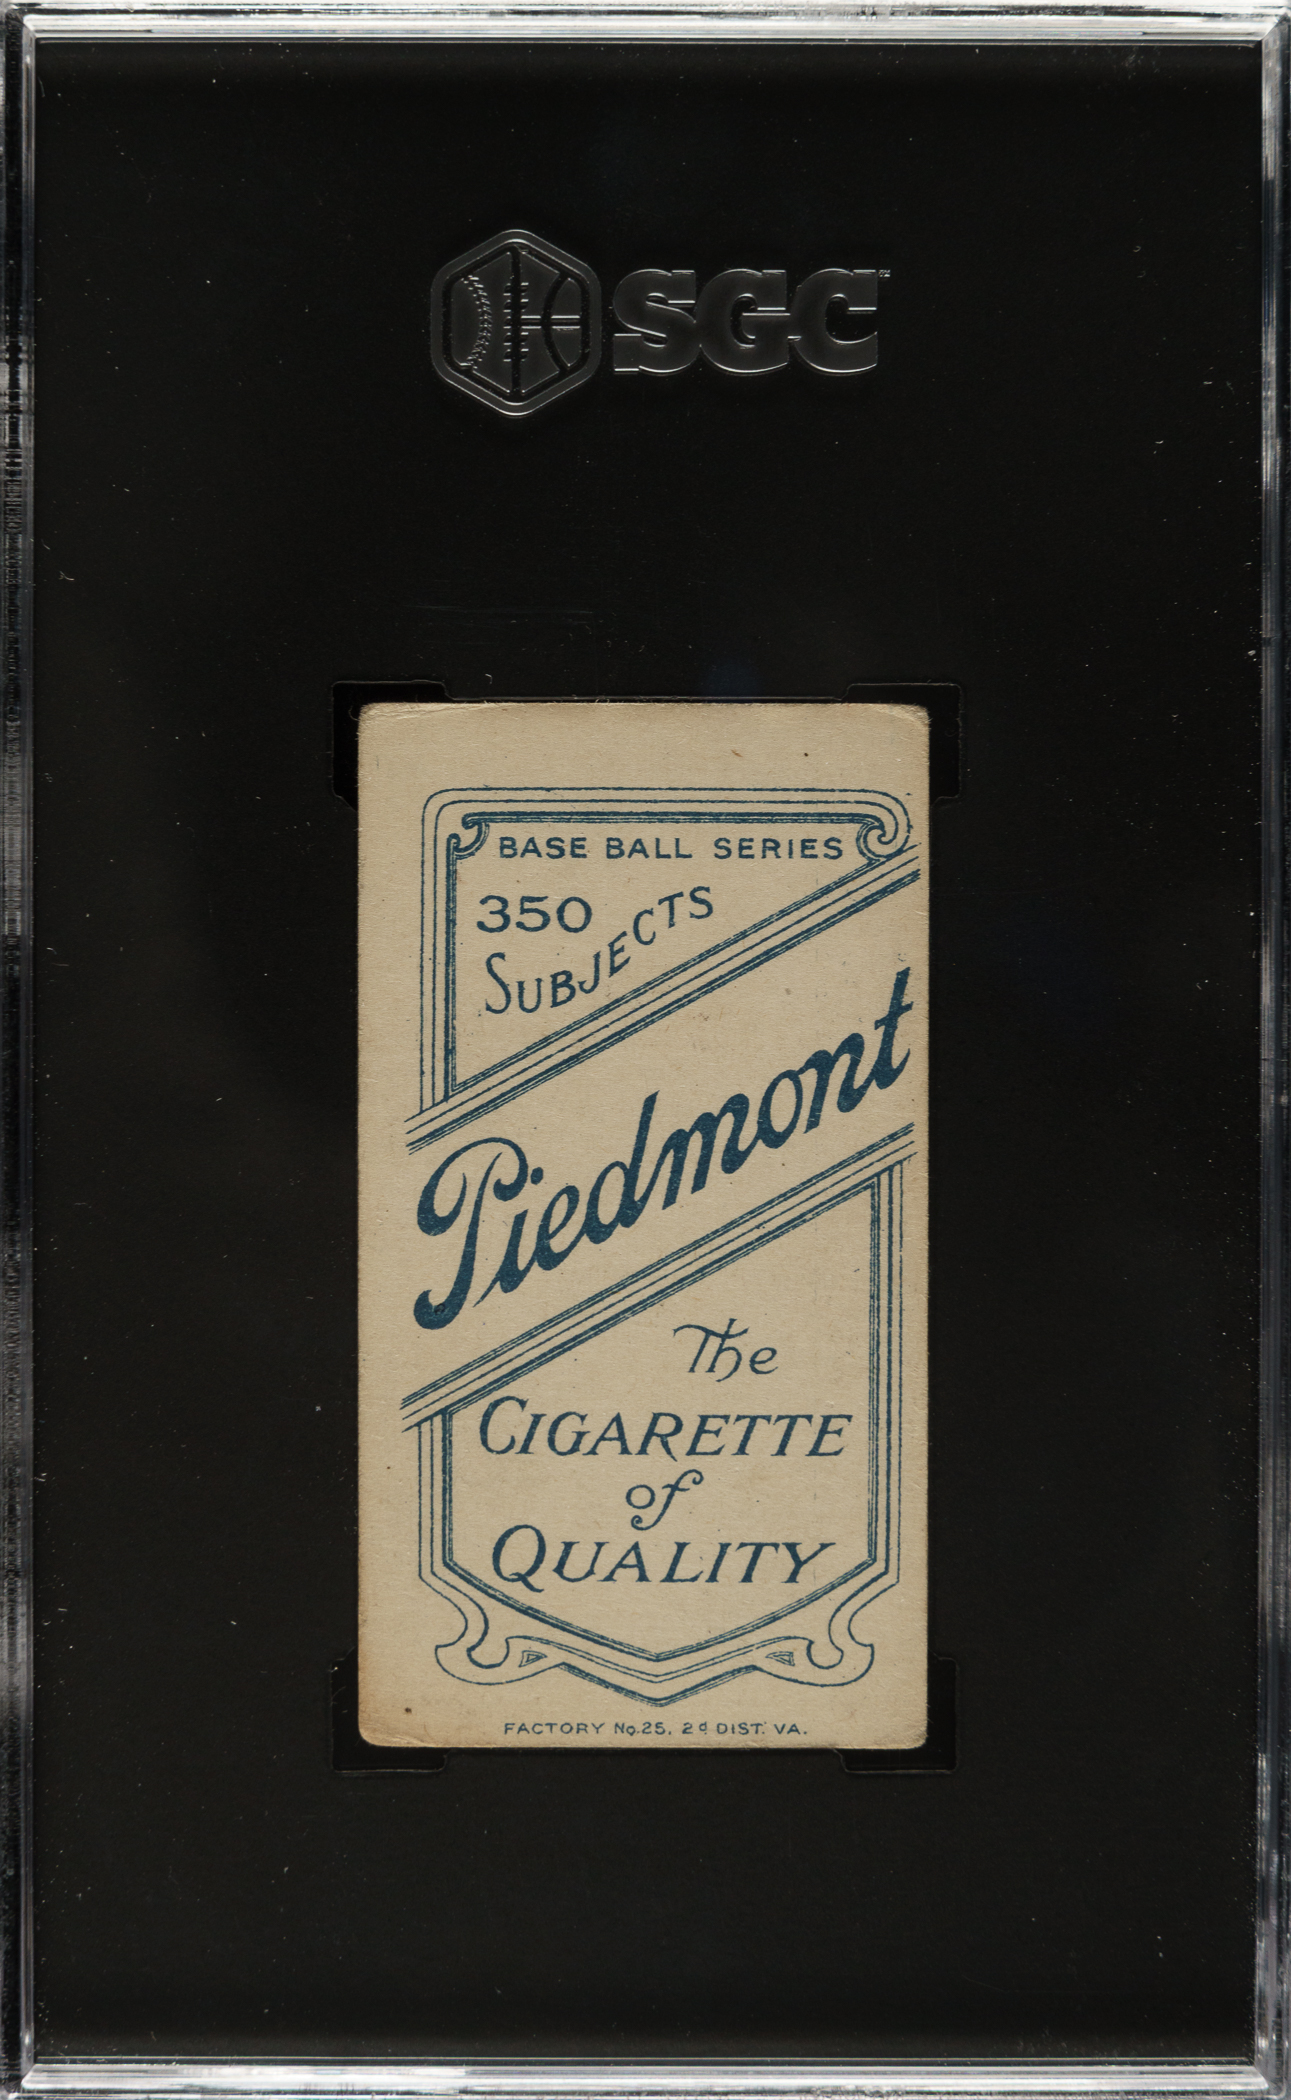 SGC
BASE BALL SERIES
350
SUBJECTS
Piedmont
The
CIGARETTE
of
QUALITY
FACTORY No. 25, 2d DIST. VA.